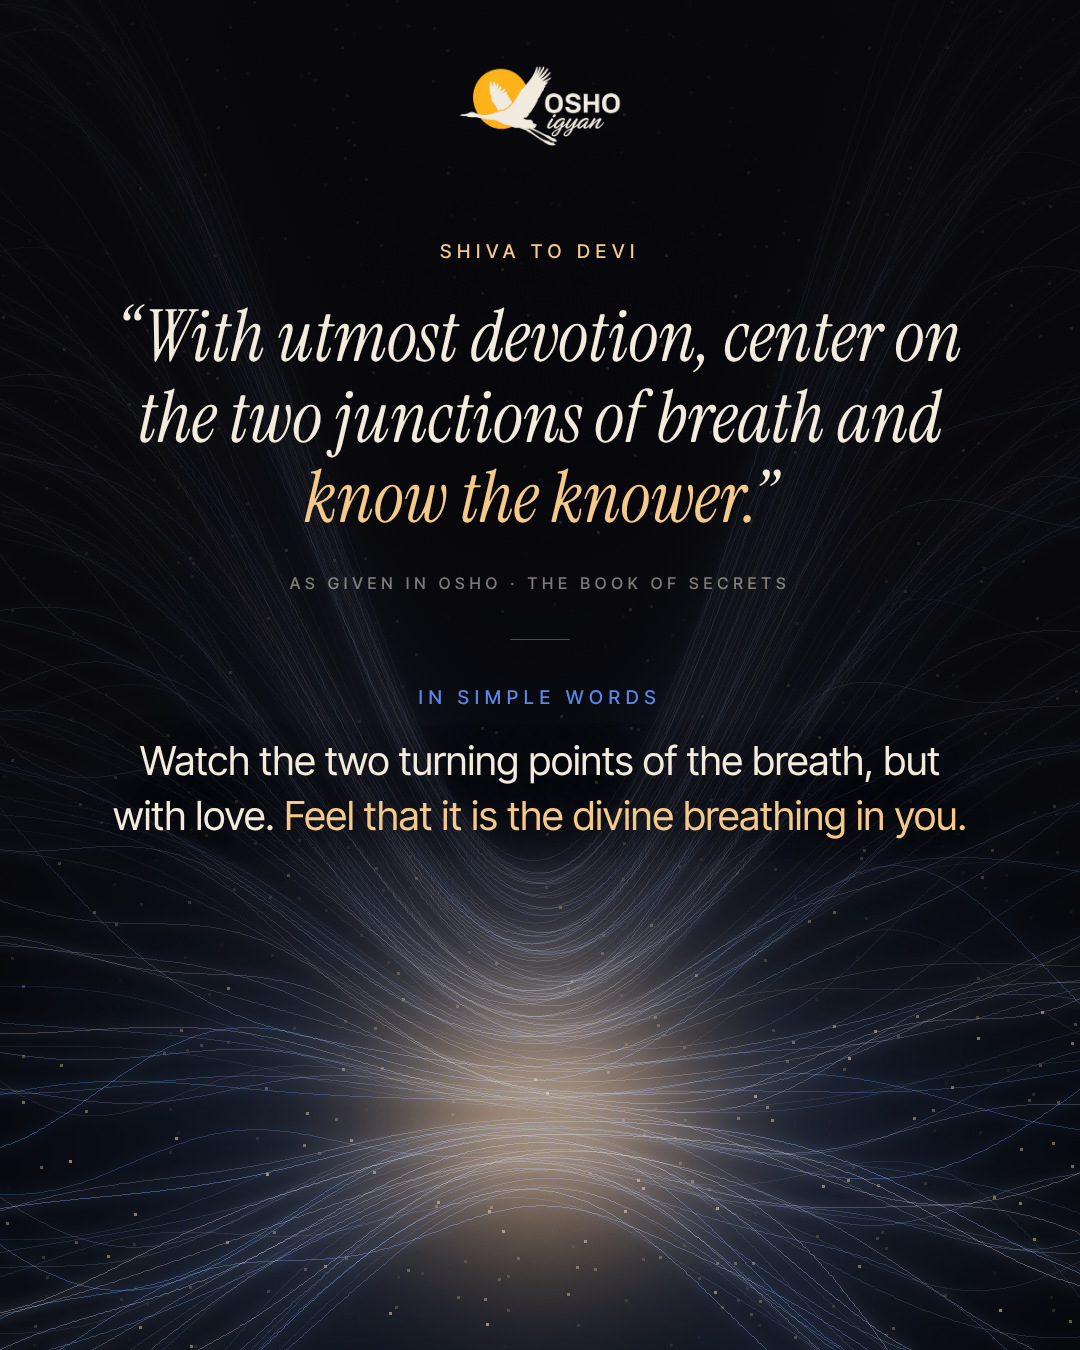 OSHO
igyan
SHIVA TO DEVI
“With utmost devotion, center on
the two junctions of breath and
know the knower.”
AS GIVEN IN OSHO · THE BOOK OF SECRETS
IN SIMPLE WORDS
Watch the two turning points of the breath, but
with love. Feel that it is the divine breathing in you.